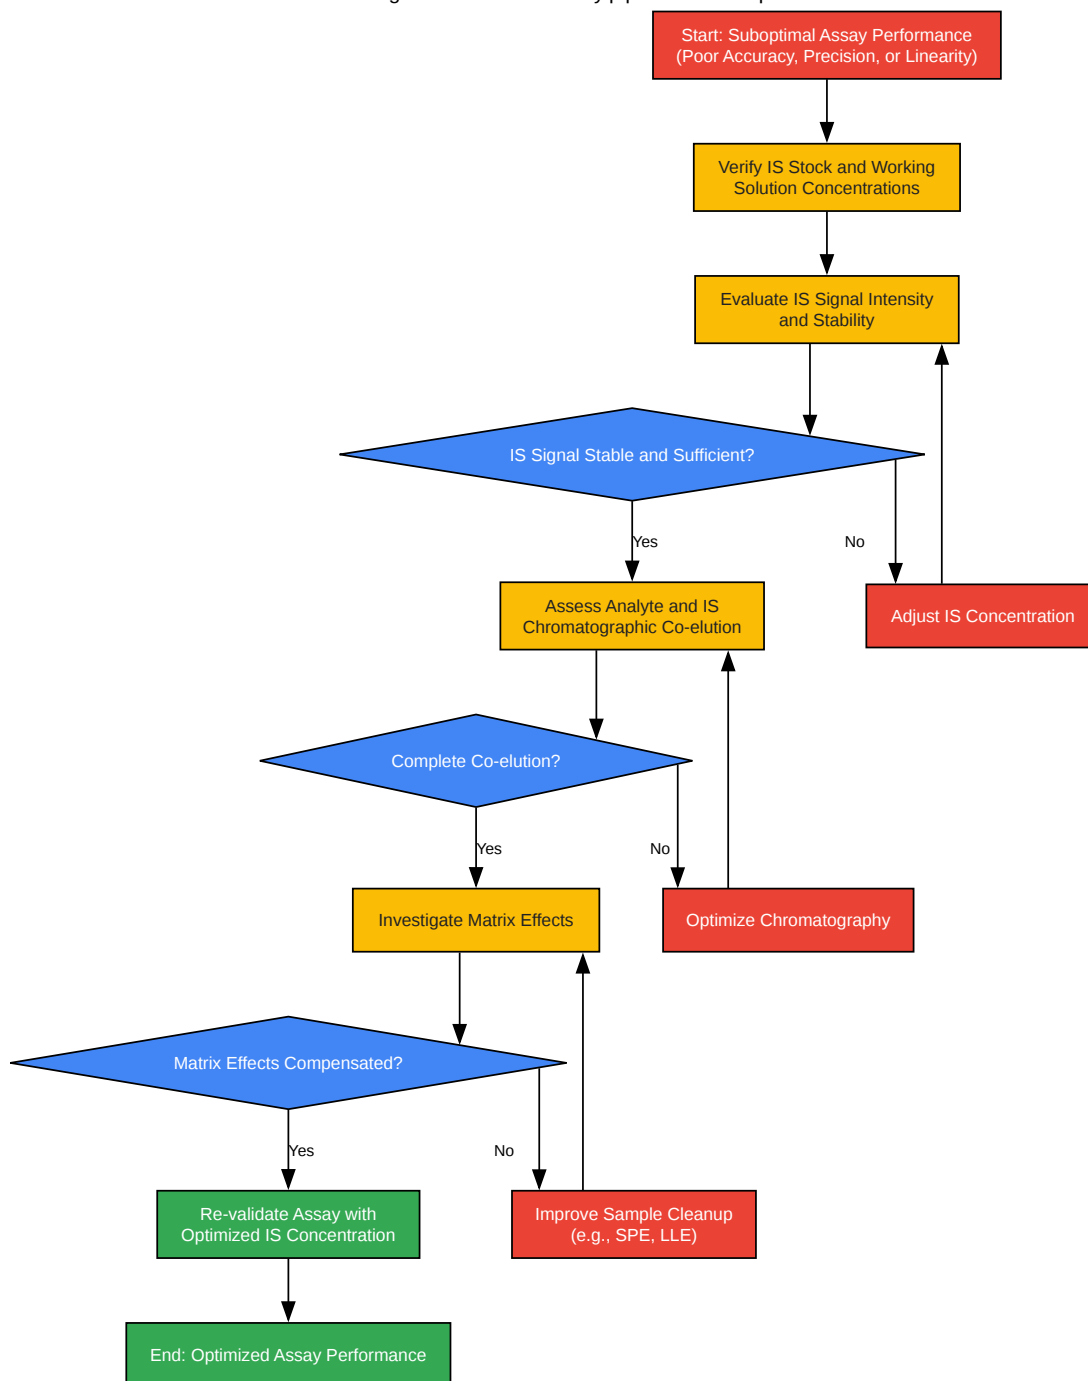 Start: Suboptimal Assay Performance
(Poor Accuracy, Precision, or Linearity)
Verify IS Stock and Working
Solution Concentrations
Evaluate IS Signal Intensity
and Stability
IS Signal Stable and Sufficient?
Yes
No
Assess Analyte and IS
Chromatographic Co-elution
Adjust IS Concentration
Complete Co-elution?
Yes
No
Investigate Matrix Effects
Optimize Chromatography
Matrix Effects Compensated?
Yes
No
Re-validate Assay with
Optimized IS Concentration
Improve Sample Cleanup
(e.g., SPE, LLE)
End: Optimized Assay Performance